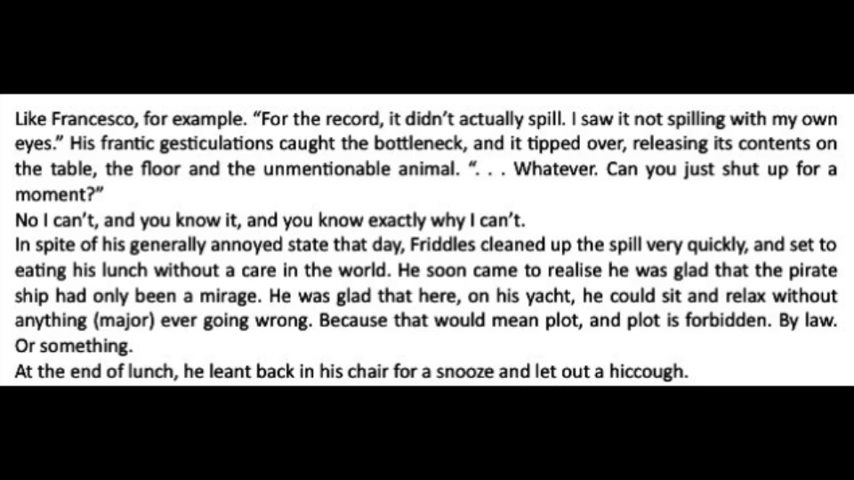 Like Francesco, for example. “For the record, it didn’t actually spill. I saw it not spilling with my own
eyes.” His frantic gesticulations caught the bottleneck, and it tipped over, releasing its contents on
the table, the floor and the unmentionable animal. “. . . Whatever. Can you just shut up for a
moment?”
No I can’t, and you know it, and you know exactly why I can’t.
In spite of his generally annoyed state that day, Friddles cleaned up the spill very quickly, and set to
eating his lunch without a care in the world. He soon came to realise he was glad that the pirate
ship had only been a mirage. He was glad that here, on his yacht, he could sit and relax without
anything (major) ever going wrong. Because that would mean plot, and plot is forbidden. By law.
Or something.
At the end of lunch, he leant back in his chair for a snooze and let out a hiccough.